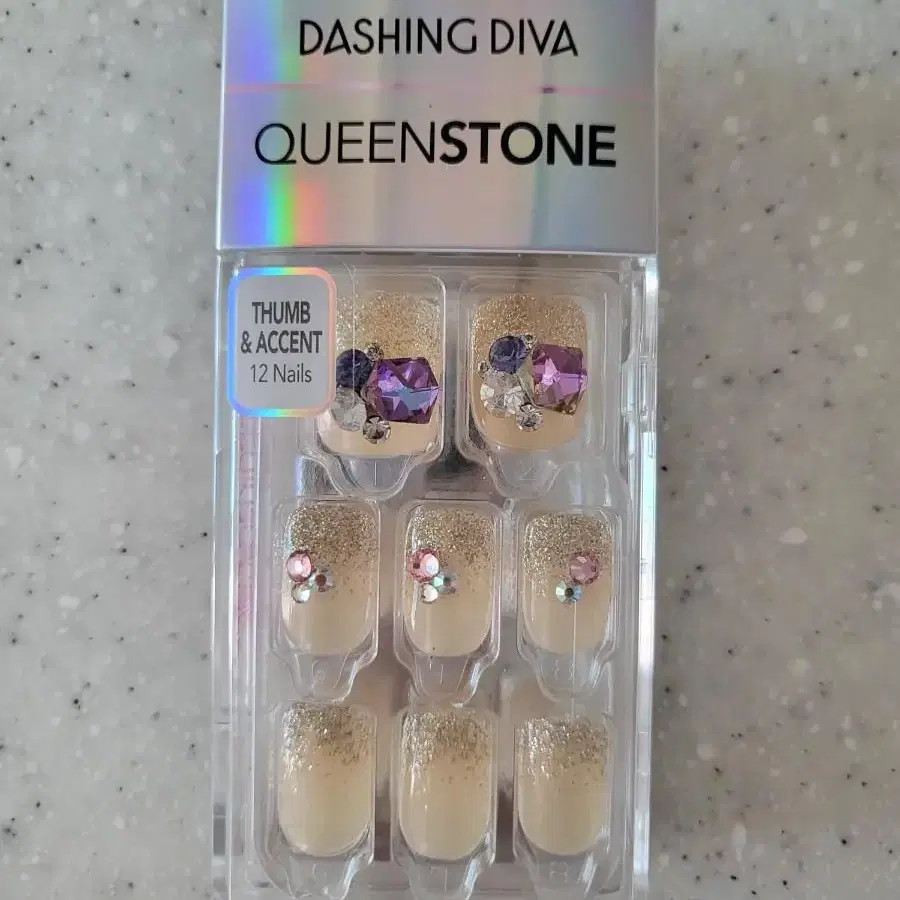 DASHING DIVA
QUEENSTONE
THUMB
& ACCENT
12 Nails